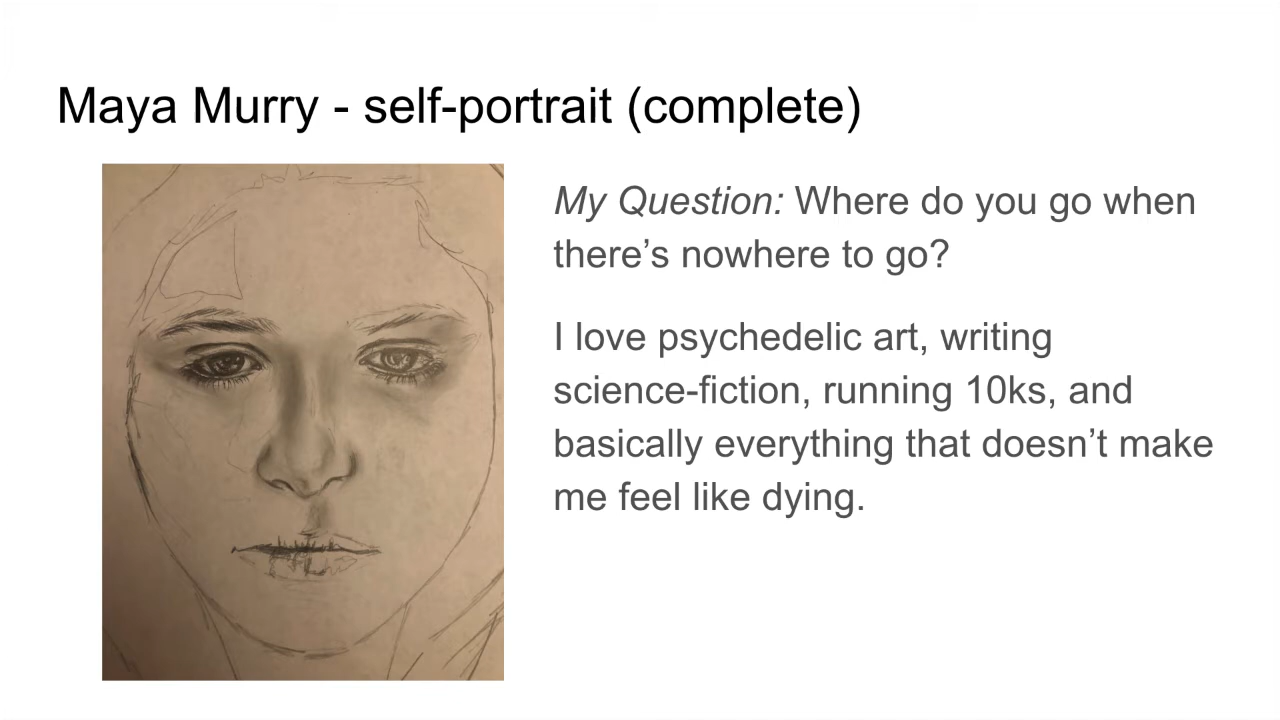 Maya Murry - self-portrait (complete)
My Question: Where do you go when
there’s nowhere to go?
I love psychedelic art, writing
science-fiction, running 10ks, and
basically everything that doesn’t make
me feel like dying.